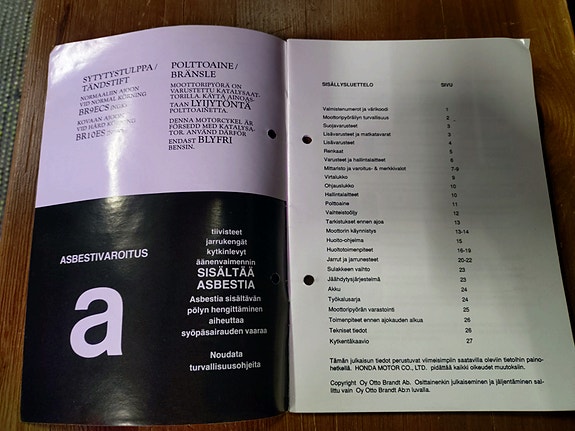 SYTYTYSTULPPA /
TÄNDSTIFT
NORMAALIIN AJOON
VID NORMAL KÖRNING
BR9ECS
KOVAAN AJOON
VID HÅRD KÖRNING
BR10ES
POLTTOAINE /
BRÄNSLE
MOOTTORIPYÖRÄ ON
VARUSTETTU KATALYSAAT-
TORILLA. KÄYTÄ AINOAS-
TAAN LYIJYTÖNTÄ
POLTTOAINETTA.
DENNA MOTORCYKEL ÄR
FÖRSEDD MED KATALYSA-
TOR. ANVÄND DÄRFÖR
ENDAST BLYFRI
BENSIN.
ASBESTIVAROITUS
a
tiivisteet
jarrukengät
kytkinlevyt
äänenvaimennin
SISÄLTÄÄ
ASBESTIA
Asbestia sisältävän
pölyn hengittäminen
aiheuttaa
syöpäsairauden vaaraa
Noudata
turvallisuusohjeita
SISÄLLYSLUETTELO SIVU
Valmistenumerot ja värikoodi 1
Moottoripyöräilyn turvallisuus 2
Suojavarusteet 3
Lisävarusteet ja matkatavarat 3
Lisävarusteet 4
Renkaat 5
Varusteet ja hallintalaitteet 6
Mittaristo ja varoitus- & merkkivalot 7-9
Virtalukko 9
Ohjauslukko 10
Hallintalaitteet 10
Polttoaine 11
Vaihteistoöljy 12
Tarkistukset ennen ajoa 13
Moottorin käynnistys 13-14
Huolto-ohjelma 15
Huoltotoimenpiteet 16-19
Jarrut ja jarrunesteet 20-22
Sulakkeen vaihto 23
Jäähdytysjärjestelmä 23
Akku 24
Työkalusarja 24
Moottoripyörän varastointi 25
Toimenpiteet ennen ajokauden alkua 26
Tekniset tiedot 26
Kytkentäkaavio 27
Tämän julkaisun tiedot perustuvat viimeisimpiin saatavilla oleviin tietoihin paino-
hetkellä. HONDA MOTOR CO., LTD. pidättää kaikki oikeudet muutoksiin.
Copyright Oy Otto Brandt Ab. Osittainenkin julkaiseminen ja jäljentäminen sal-
littu vain Oy Otto Brandt Ab:n luvalla.